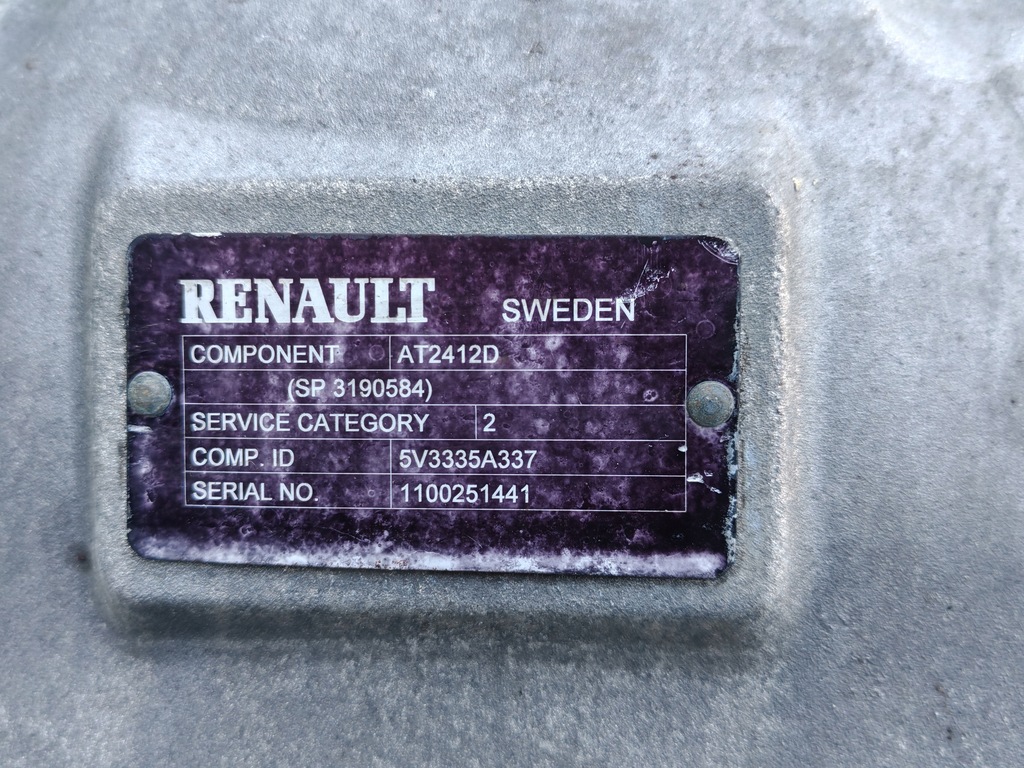 RENAULT SWEDEN
COMPONENT AT2412D
(SP 3190584)
SERVICE CATEGORY 2
COMP. ID 5V3335A337
SERIAL NO. 1100251441